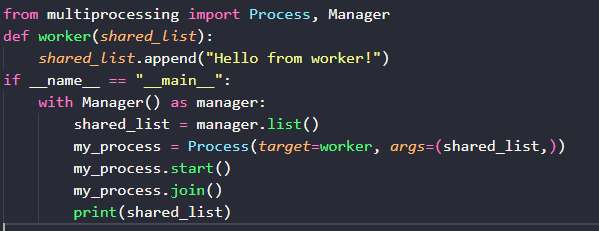 from multiprocessing import Process, Manager
def worker(shared_list):
    shared_list.append("Hello from worker!")
if __name__ == "__main__":
    with Manager() as manager:
        shared_list = manager.list()
        my_process = Process(target=worker, args=(shared_list,))
        my_process.start()
        my_process.join()
        print(shared_list)